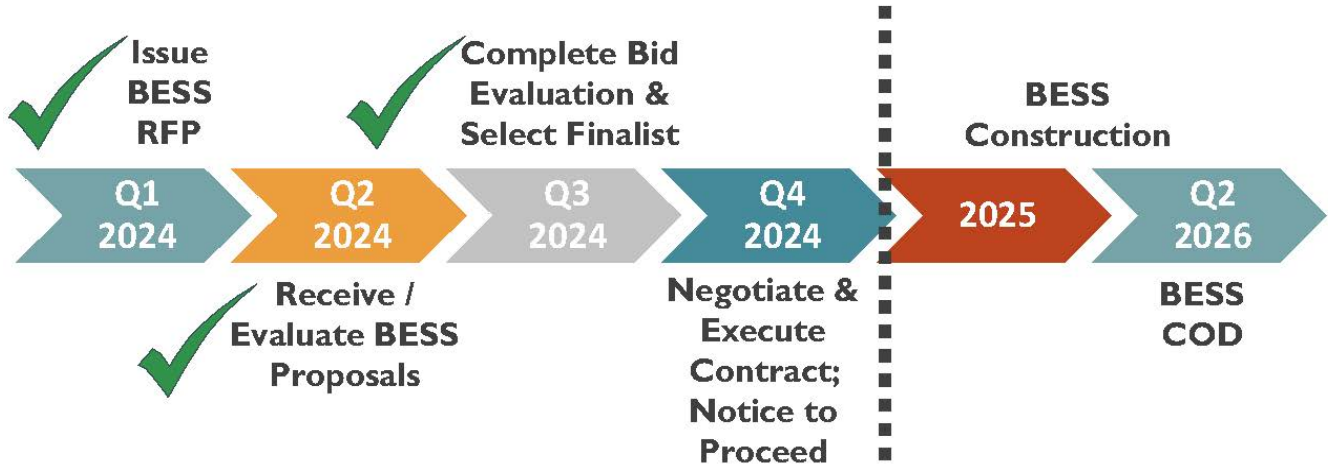 Issue
BESS
RFP
Complete Bid
Evaluation &
Select Finalist
BESS
Construction
Q1
2024
Q2
2024
Q3
2024
Q4
2024
2025
Q2
2026
Receive /
Evaluate BESS
Proposals
Negotiate &
Execute
Contract;
Notice to
Proceed
BESS
COD